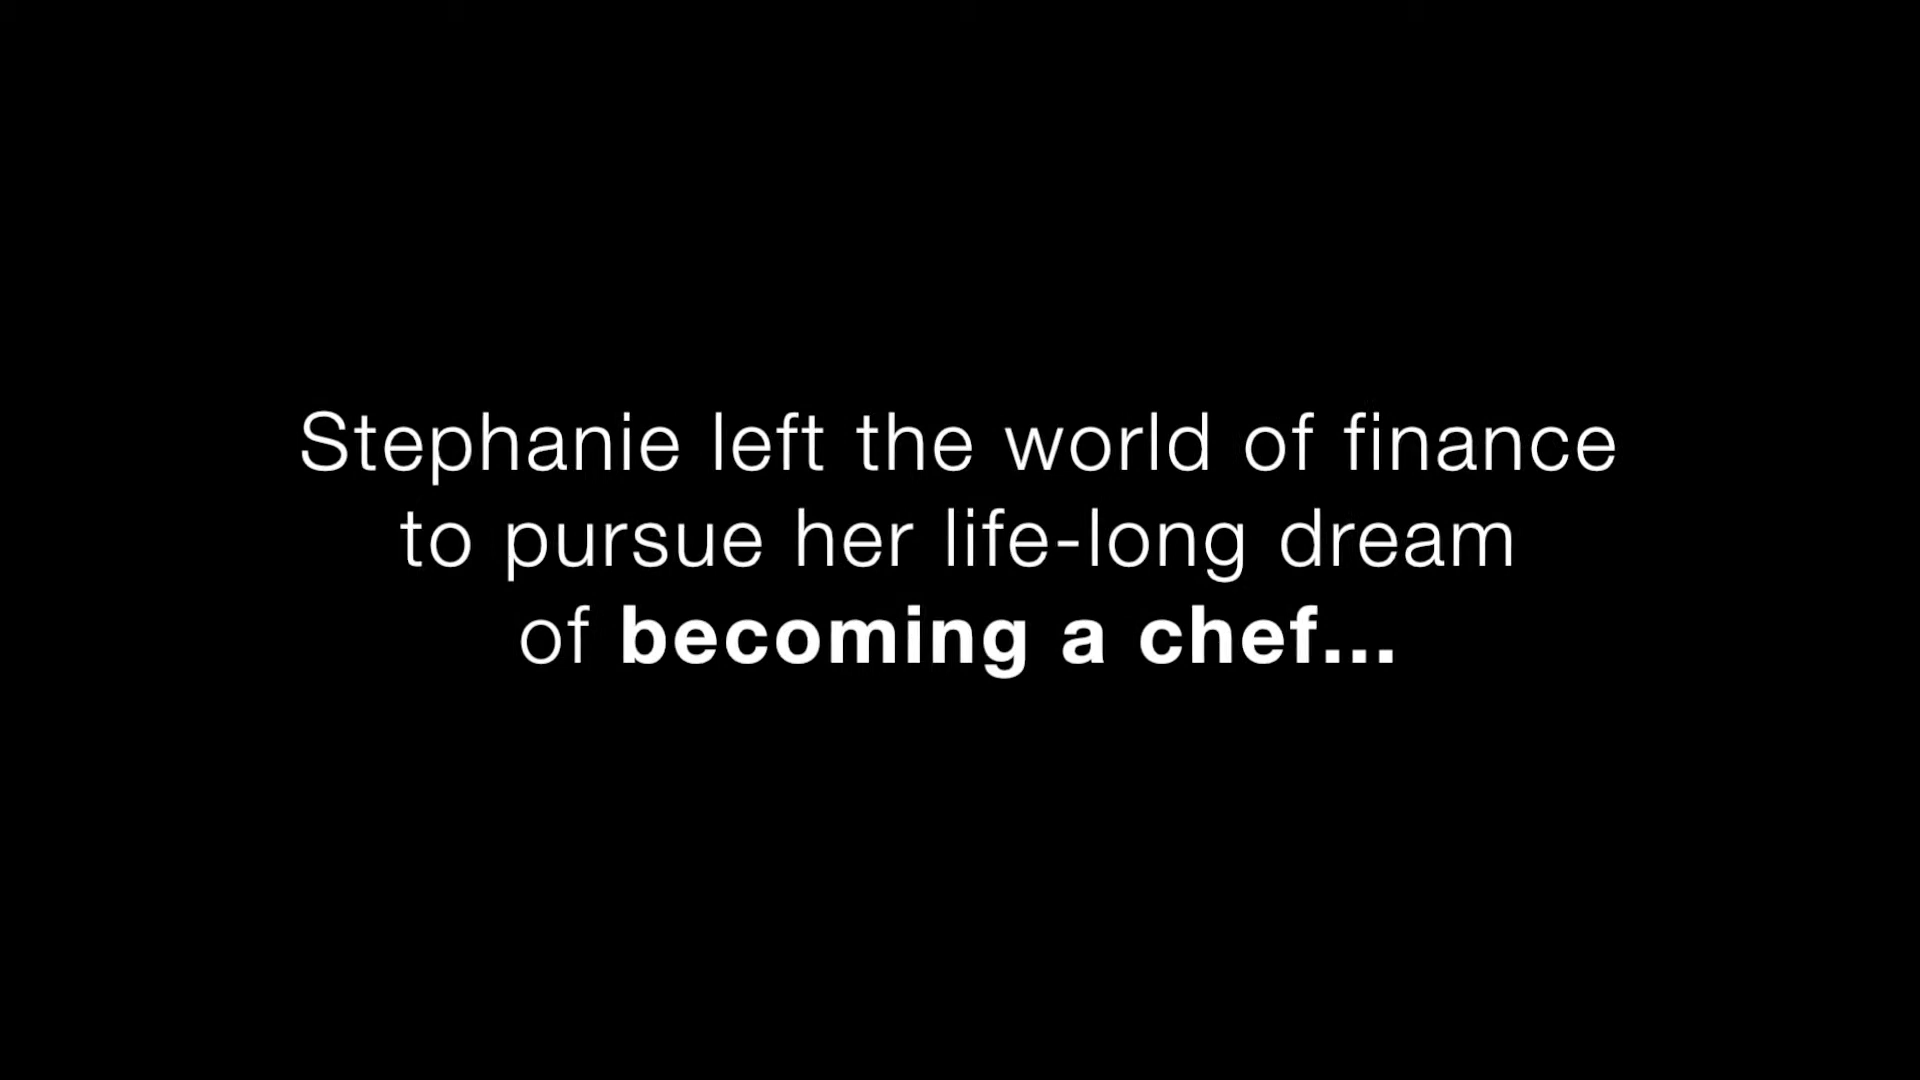 Stephanie left the world of finance
to pursue her life-long dream
of becoming a chef...